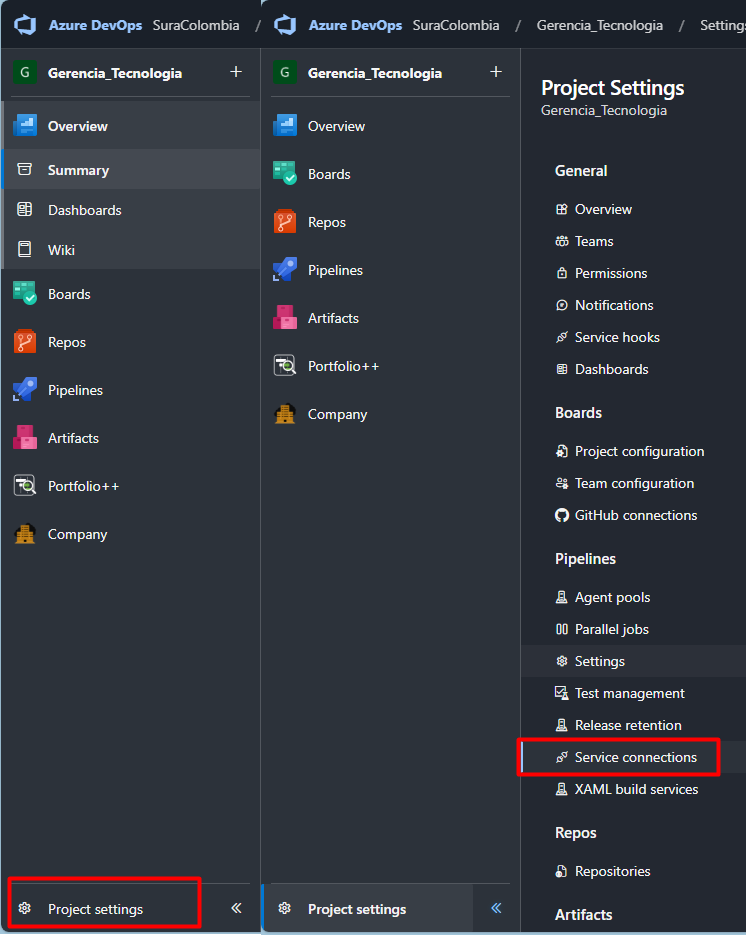 Azure DevOps SuraColombia /
G Gerencia_Tecnologia +
Overview
Summary
Dashboards
Wiki
Boards
Repos
Pipelines
Artifacts
Portfolio++
Company
Project settings
Azure DevOps SuraColombia / Gerencia_Tecnologia / Settings
G Gerencia_Tecnologia +
Overview
Boards
Repos
Pipelines
Artifacts
Portfolio++
Company
Project settings
Project Settings
Gerencia_Tecnologia
General
Overview
Teams
Permissions
Notifications
Service hooks
Dashboards
Boards
Project configuration
Team configuration
GitHub connections
Pipelines
Agent pools
Parallel jobs
Settings
Test management
Release retention
Service connections
XAML build services
Repos
Repositories
Artifacts